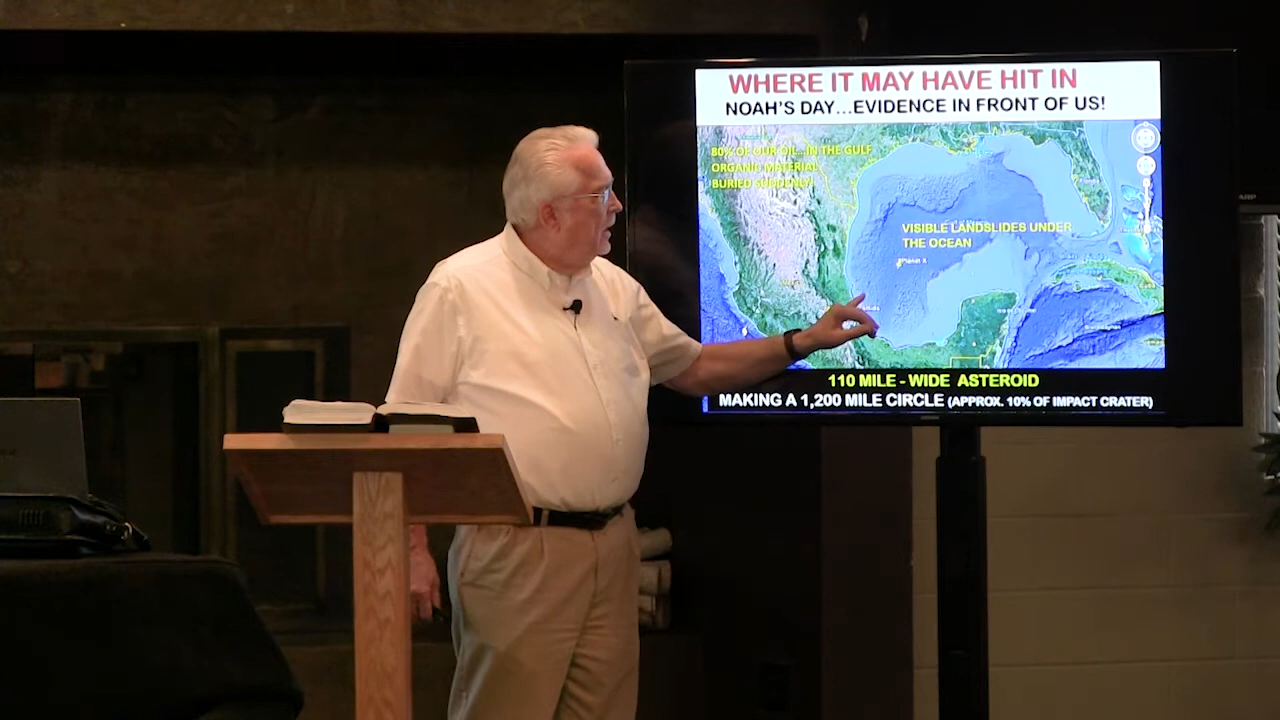 WHERE IT MAY HAVE HIT IN
NOAH'S DAY...EVIDENCE IN FRONT OF US!
80% OF OUR OIL...IN THE GULF
ORGANIC MATERIAL
BURIED SUDDENLY!
VISIBLE LANDSLIDES UNDER
THE OCEAN
Planet X
110 MILE - WIDE ASTEROID
MAKING A 1,200 MILE CIRCLE (APPROX. 10% OF IMPACT CRATER)